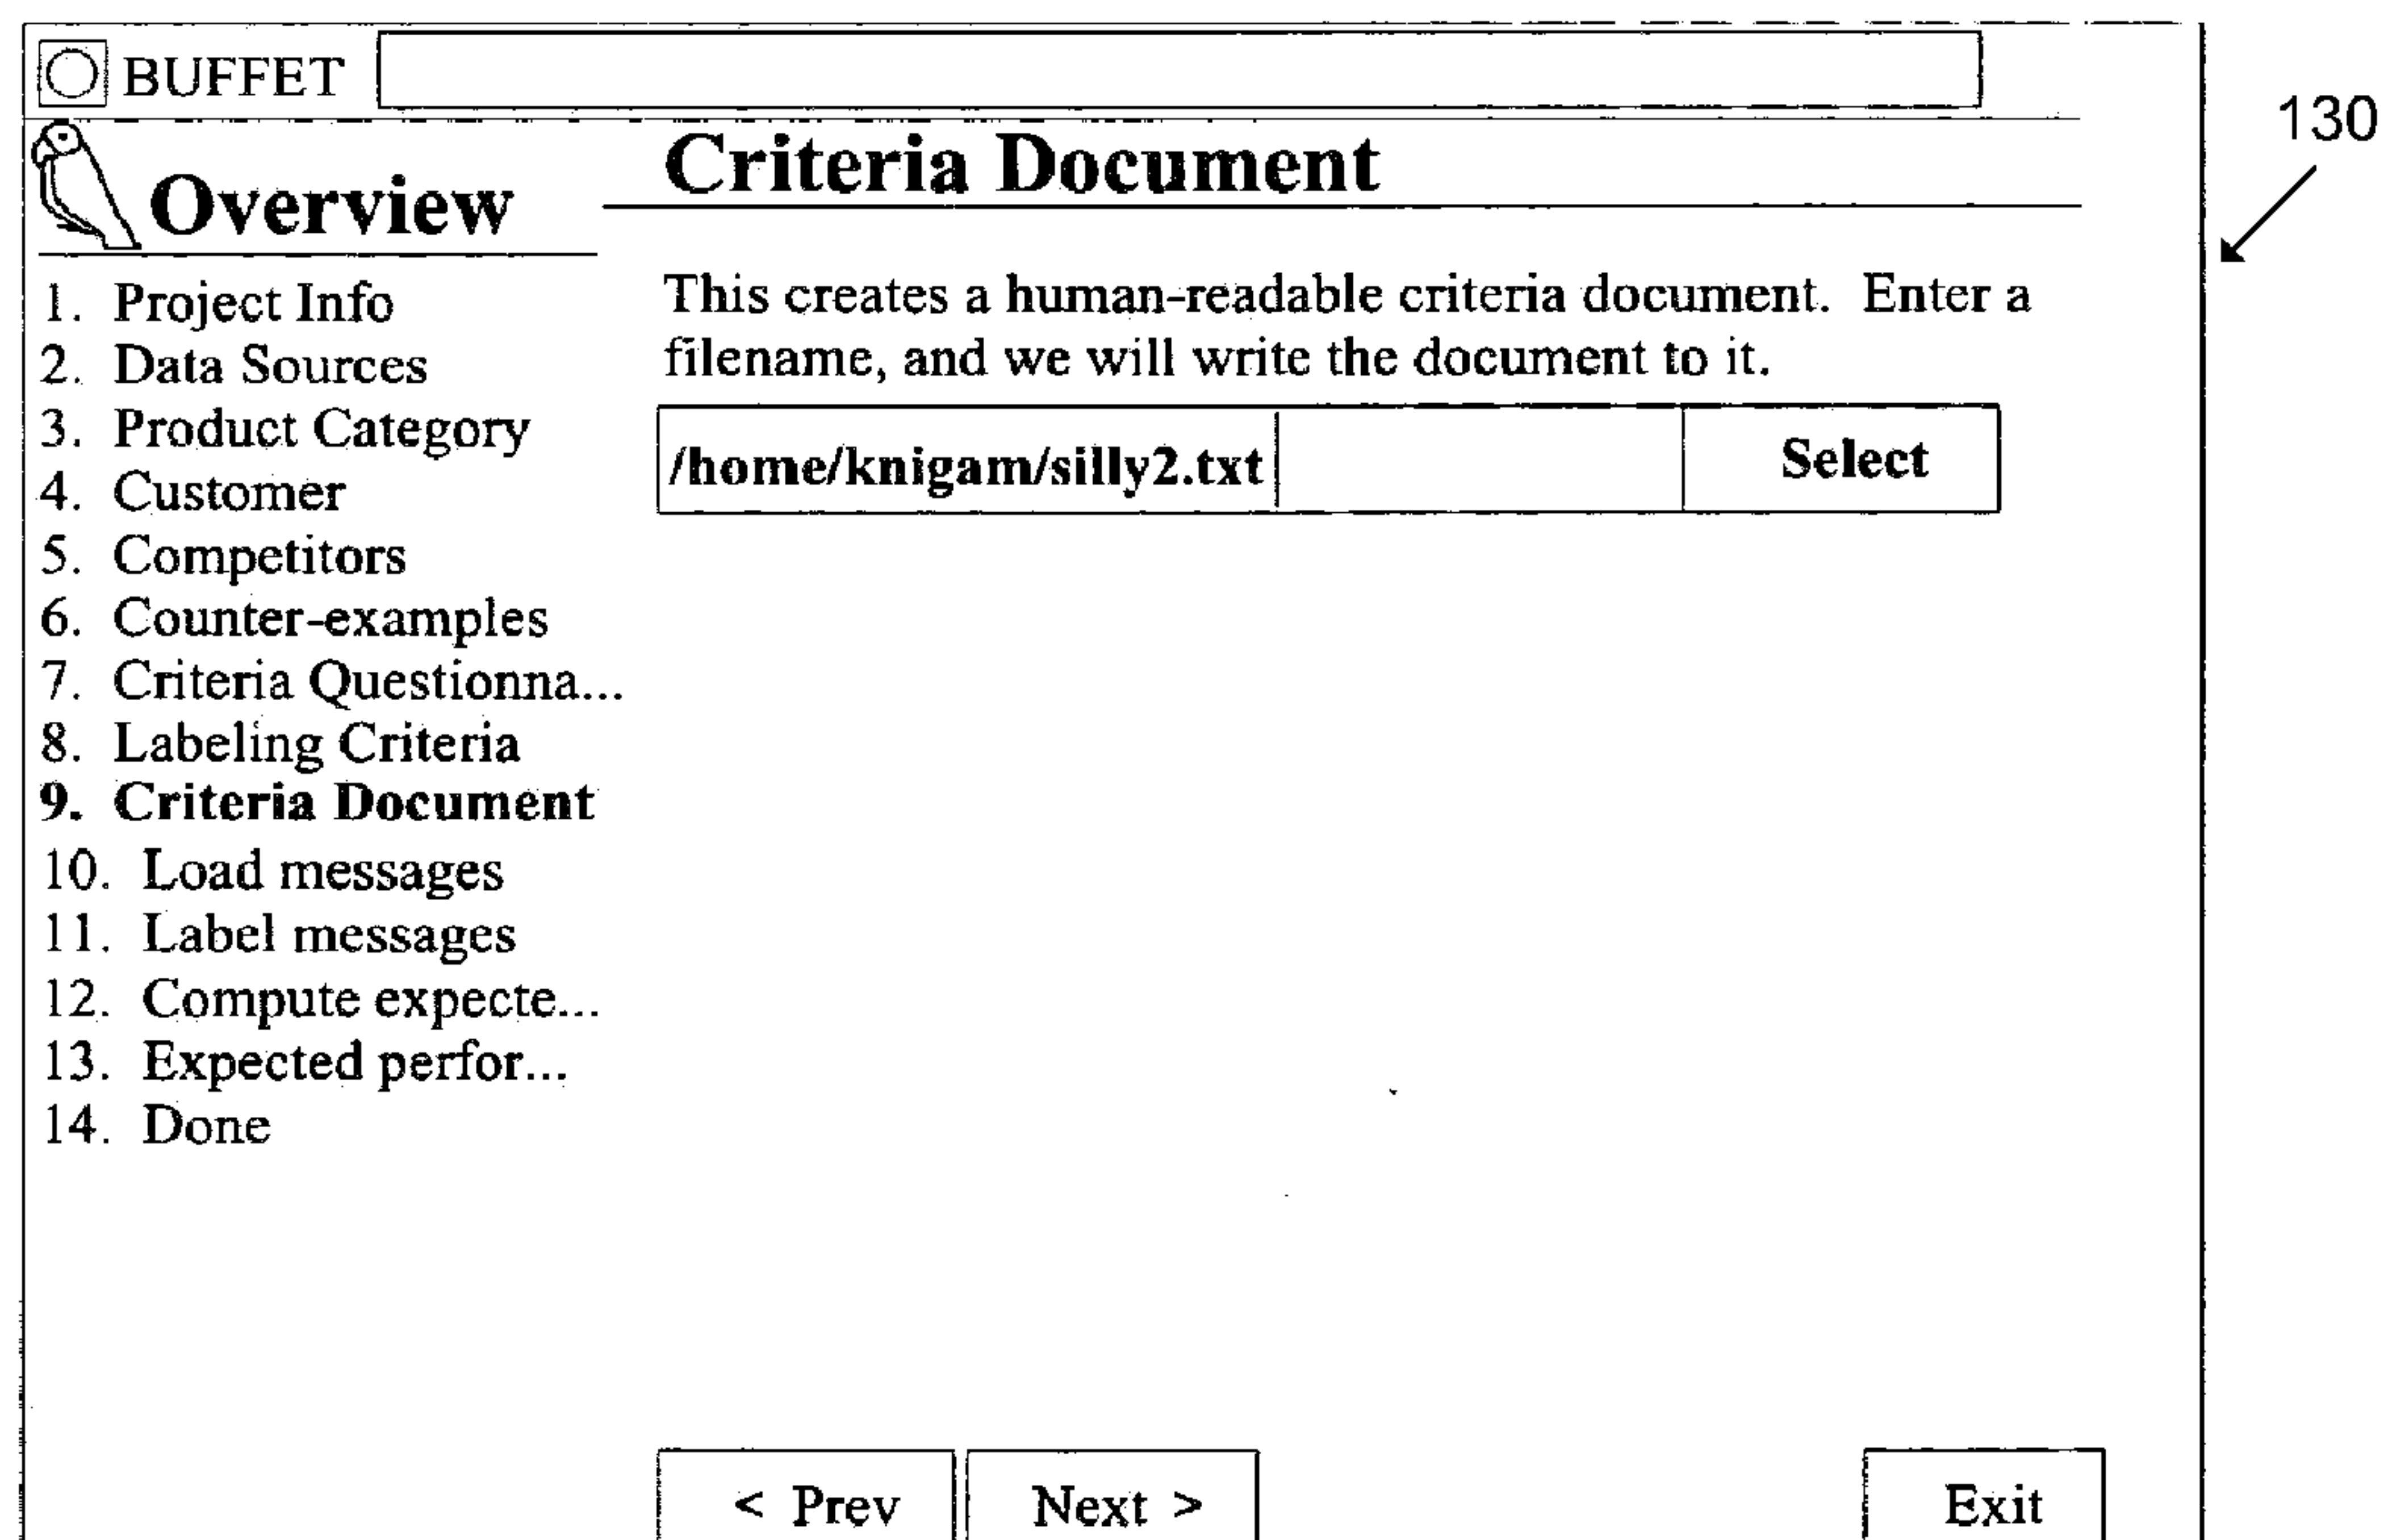 BUFFET
130
Overview
1. Project Info
2. Data Sources
3. Product Category
4. Customer
5. Competitors
6. Counter-examples
7. Criteria Questionna...
8. Labeling Criteria
9. Criteria Document
10. Load messages
11. Label messages
12. Compute expecte...
13. Expected perfor...
14. Done
Criteria Document
This creates a human-readable criteria document. Enter a
filename, and we will write the document to it.
/home/knigam/silly2.txt
Select
< Prev
Next >
Exit